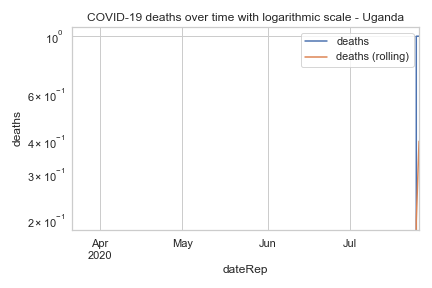 COVID-19 deaths over time with logarithmic scale - Uganda
deaths
deaths (rolling)
10⁰
6 × 10⁻¹
4 × 10⁻¹
3 × 10⁻¹
2 × 10⁻¹
deaths
Apr
2020
May
Jun
Jul
dateRep